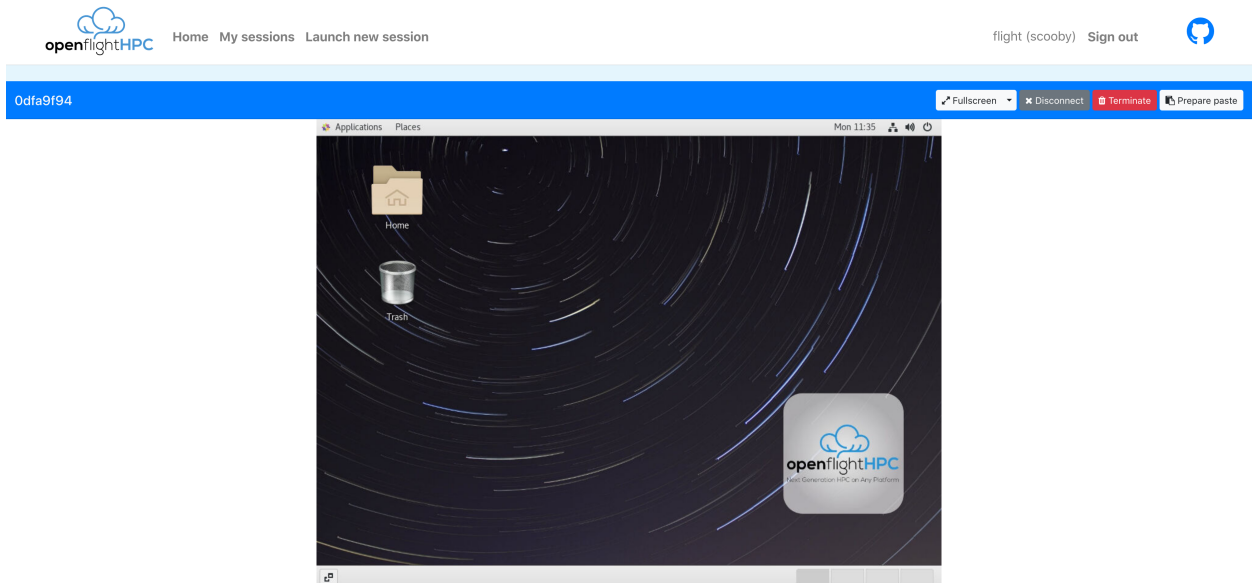 openflightHPC
Home My sessions Launch new session
flight (scooby) Sign out
0dfa9f94
Fullscreen Disconnect Terminate Prepare paste
Applications Places
Mon 11:35
Home
Trash
openflightHPC
Next Generation HPC on Any Platform